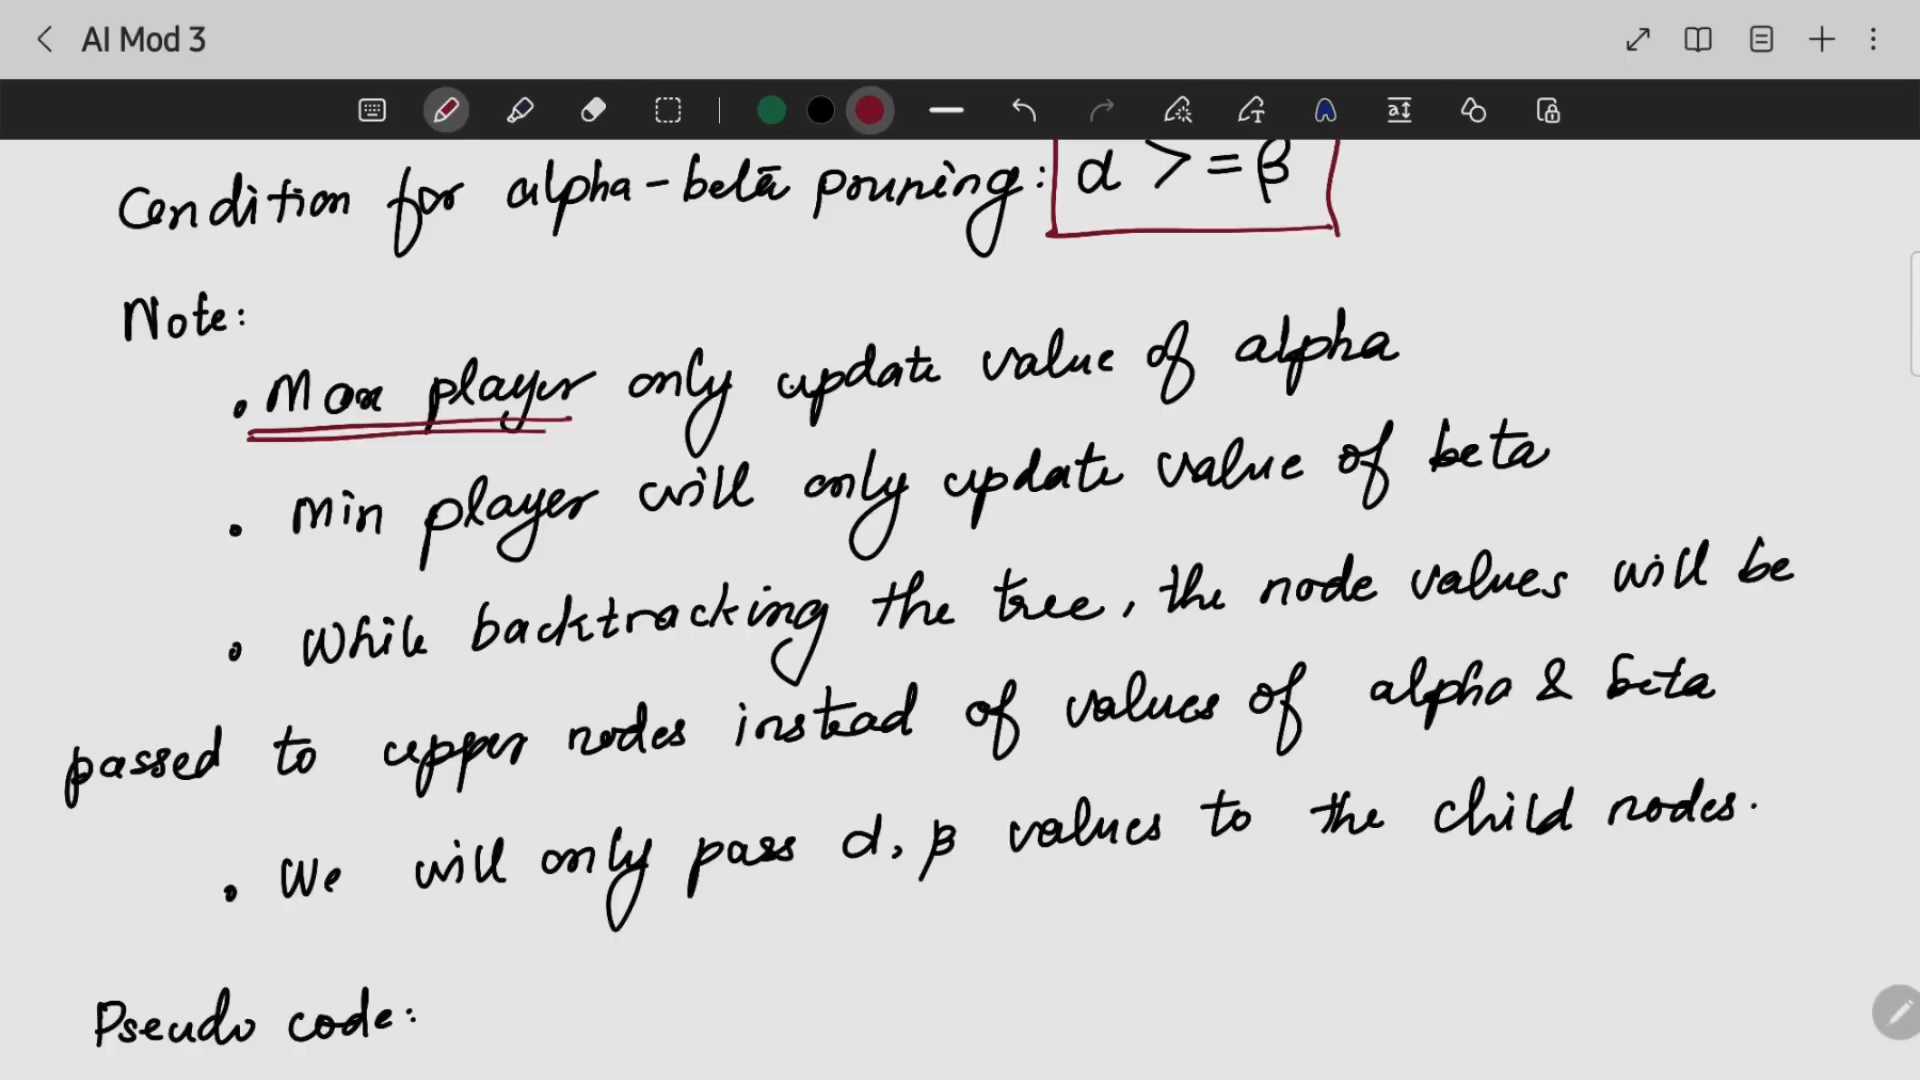 AI Mod 3
Condition for alpha-beta pruning: α >= β
Note:
• Max player only update value of alpha
• Min player will only update value of beta
• While backtracking the tree, the node values will be
passed to upper nodes instead of values of alpha & beta
• We will only pass α, β values to the child nodes.
Pseudo code: